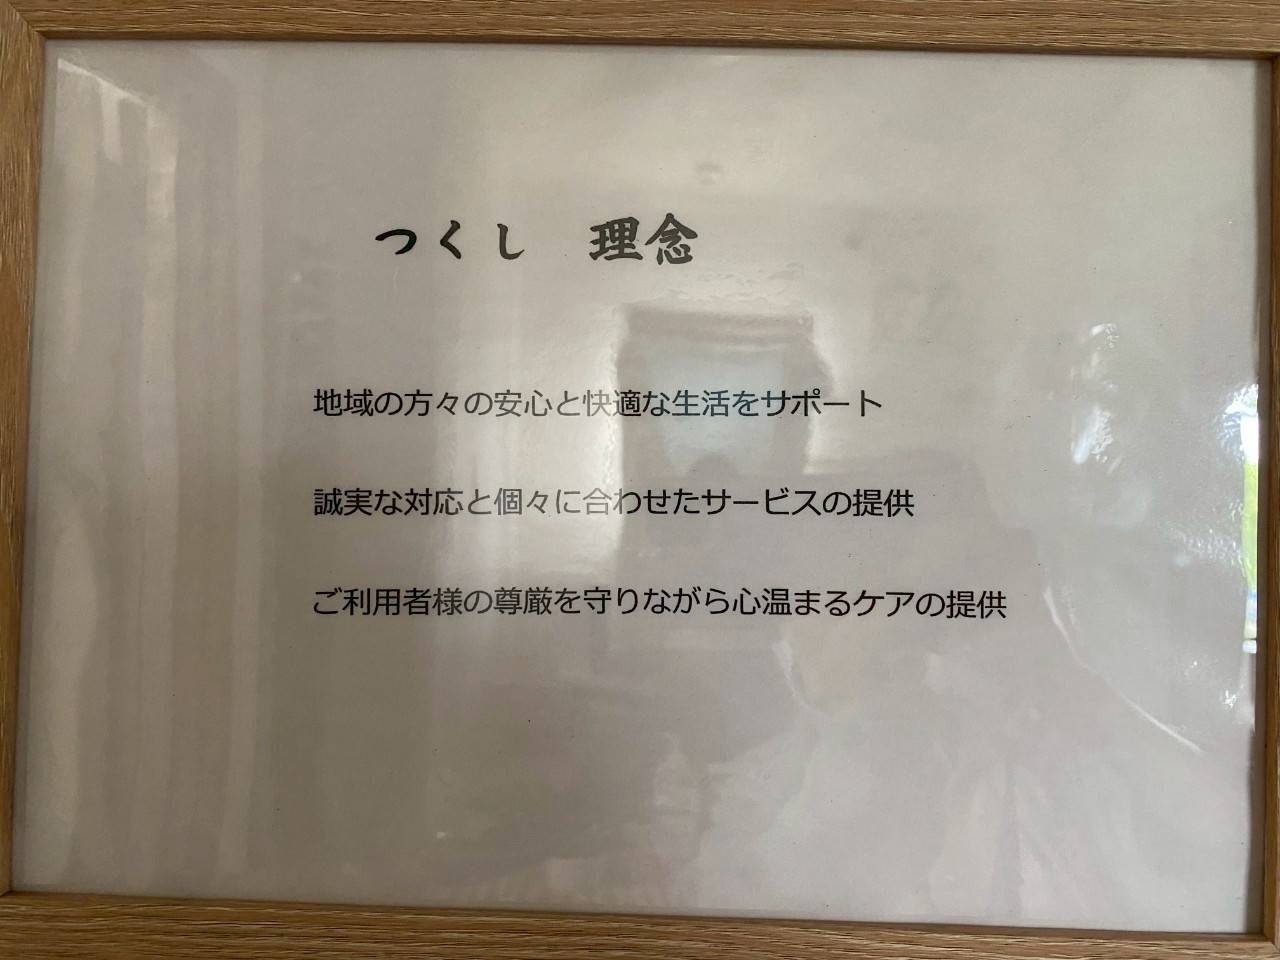 つくし　理念
地域の方々の安心と快適な生活をサポート
誠実な対応と個々に合わせたサービスの提供
ご利用者様の尊厳を守りながら心温まるケアの提供